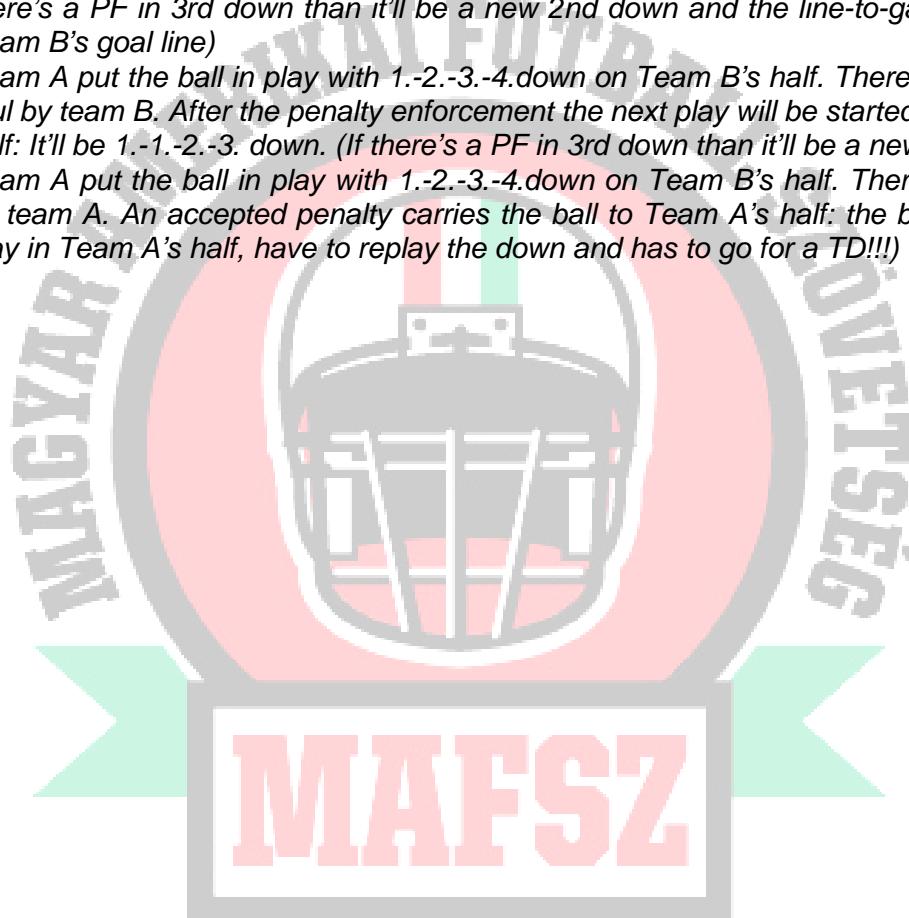 ere's a PF in 3rd down than it'll be a new 2nd down and the line-to-ga
am B's goal line)
am A put the ball in play with 1.-2.-3.-4.down on Team B's half. There
ul by team B. After the penalty enforcement the next play will be started
lf: It'll be 1.-1.-2.-3. down. (If there's a PF in 3rd down than it'll be a new
am A put the ball in play with 1.-2.-3.-4.down on Team B's half. Ther
team A. An accepted penalty carries the ball to Team A's half: the b
ay in Team A's half, have to replay the down and has to go for a TD!!!)
MAGYAR AMERIKAI FUTBALL SZÖVETSÉG
MAFSZ